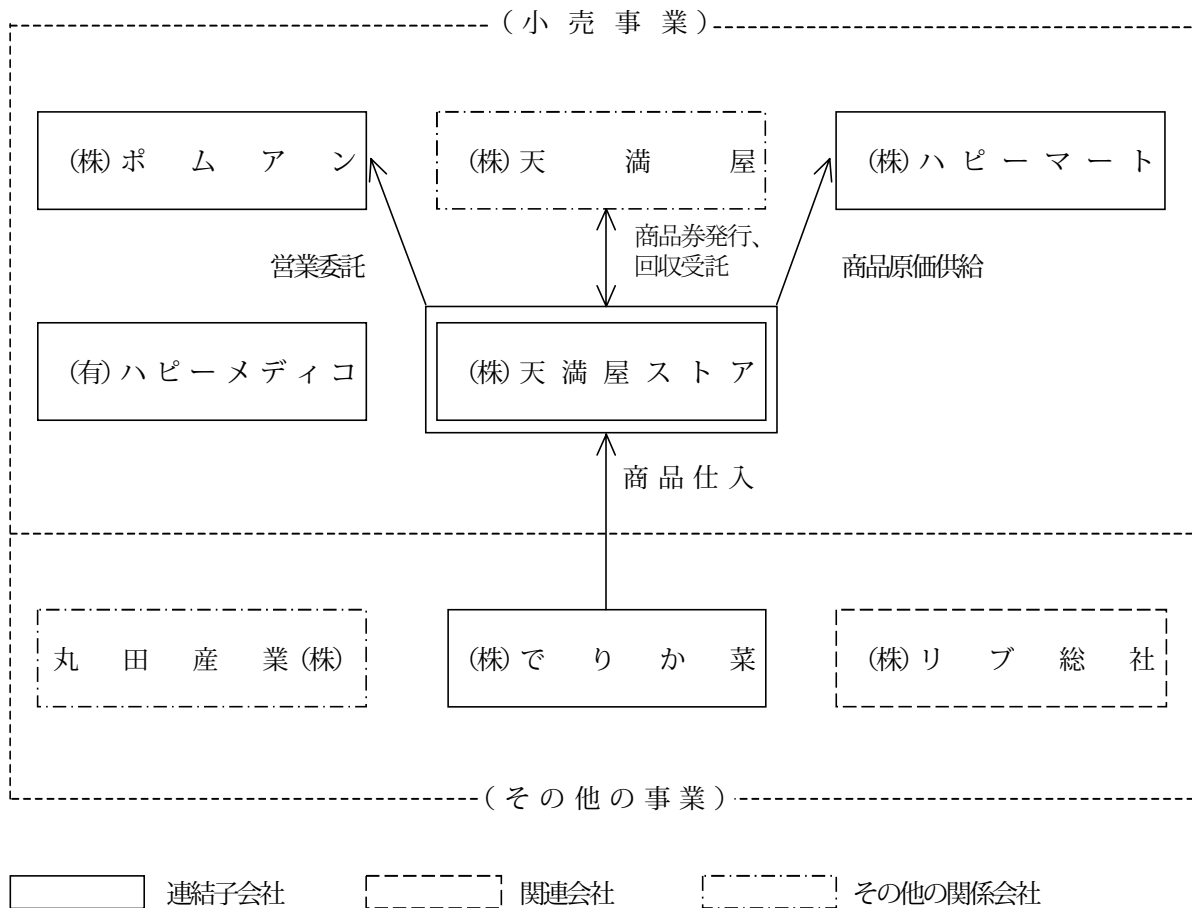 (小売事業)
(株)ポムアン
(株)天満屋
(株)ハピーマート
営業委託
商品券発行、
回収受託
商品原価供給
(有)ハピーメディコ
(株)天満屋ストア
商品仕入
丸田産業(株)
(株)でりか菜
(株)リブ総社
(その他の事業)
連結子会社
関連会社
その他の関係会社